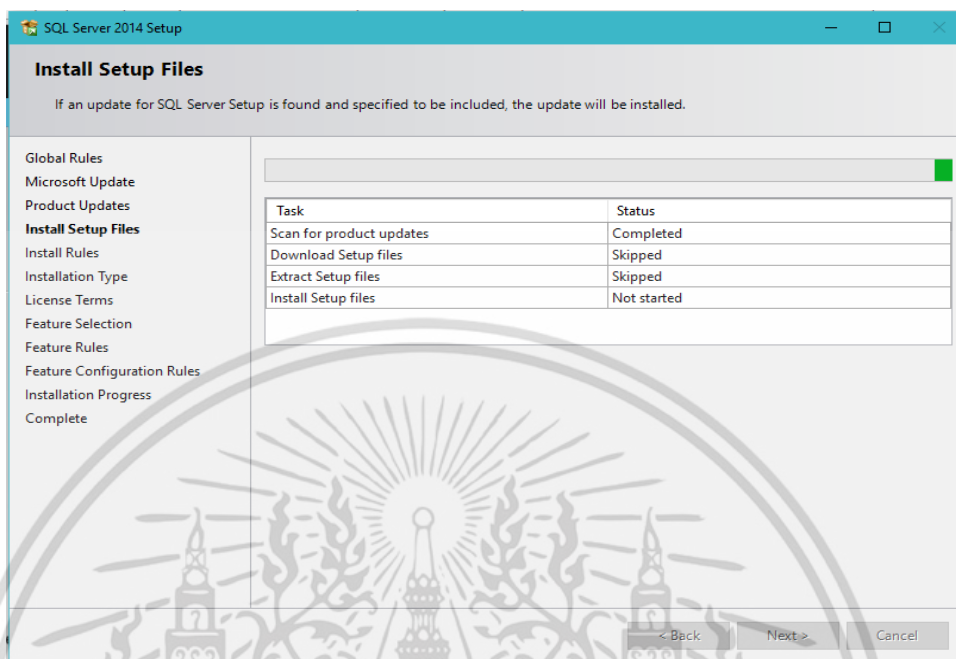 SQL Server 2014 Setup
Install Setup Files
If an update for SQL Server Setup is found and specified to be included, the update will be installed.
Global Rules
Microsoft Update
Product Updates
Install Setup Files
Install Rules
Installation Type
License Terms
Feature Selection
Feature Rules
Feature Configuration Rules
Installation Progress
Complete
Task Status
Scan for product updates Completed
Download Setup files Skipped
Extract Setup files Skipped
Install Setup files Not started
< Back Next > Cancel